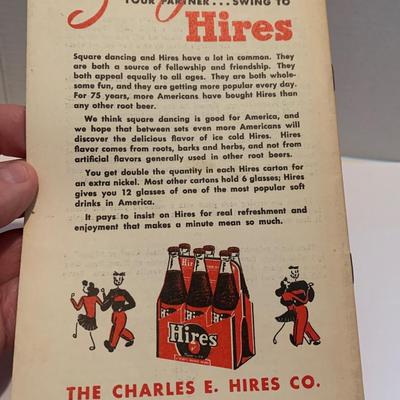 YOUR PARTNER...SWING TO
Hires
Square dancing and Hires have a lot in common. They
are both a source of fellowship and friendship. They
both appeal equally to all ages. They are both whole-
some fun, and they are getting more popular every day.
For 75 years, more Americans have bought Hires than
any other root beer.
We think square dancing is good for America, and
we hope that between sets even more Americans will
discover the delicious flavor of ice cold Hires. Hires
flavor comes from roots, barks and herbs, and not from
artificial flavors generally used in other root beers.
You get double the quantity in each Hires carton for
an extra nickel. Most other cartons hold 6 glasses; Hires
gives you 12 glasses of one of the most popular soft
drinks in America.
It pays to insist on Hires for real refreshment and
enjoyment that makes a minute mean so much.
Hires
Hires
THE CHARLES E. HIRES CO.